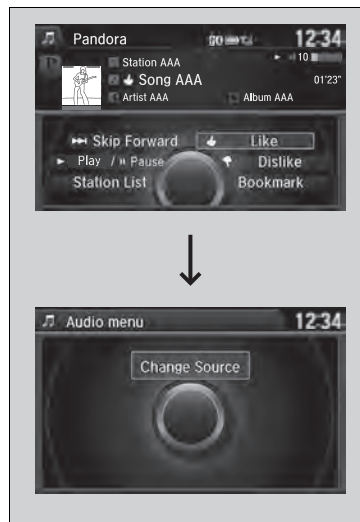 Pandora 12:34
Station AAA 10
Song AAA 01'23"
Artist AAA Album AAA
Skip Forward Like
Play / Pause Dislike
Station List Bookmark
Audio menu 12:34
Change Source